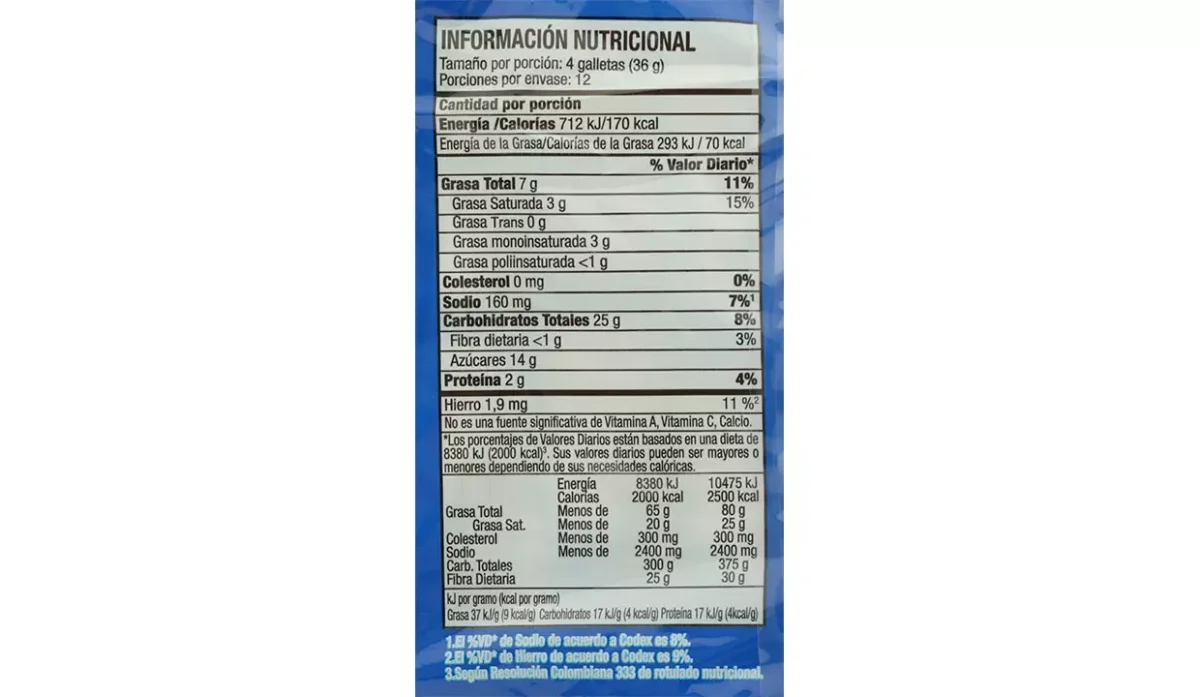 INFORMACIÓN NUTRICIONAL
Tamaño por porción: 4 galletas (36 g)
Porciones por envase: 12
Cantidad por porción
Energía /Calorías 712 kJ/170 kcal
Energía de la Grasa/Calorías de la Grasa 293 kJ / 70 kcal
% Valor Diario*
Grasa Total 7 g 11%
Grasa Saturada 3 g 15%
Grasa Trans 0 g
Grasa monoinsaturada 3 g
Grasa poliinsaturada <1 g
Colesterol 0 mg 0%
Sodio 160 mg 7%¹
Carbohidratos Totales 25 g 8%
Fibra dietaria <1 g 3%
Azúcares 14 g
Proteína 2 g 4%
Hierro 1,9 mg 11 %²
No es una fuente significativa de Vitamina A, Vitamina C, Calcio.
*Los porcentajes de Valores Diarios están basados en una dieta de
8380 kJ (2000 kcal)³. Sus valores diarios pueden ser mayores o
menores dependiendo de sus necesidades calóricas.
Energía 8380 kJ 10475 kJ
Calorías 2000 kcal 2500 kcal
Grasa Total Menos de 65 g 80 g
Grasa Sat. Menos de 20 g 25 g
Colesterol Menos de 300 mg 300 mg
Sodio Menos de 2400 mg 2400 mg
Carb. Totales 300 g 375 g
Fibra Dietaria 25 g 30 g
kJ por gramo (kcal por gramo)
Grasa 37 kJ/g (9 kcal/g) Carbohidratos 17 kJ/g (4 kcal/g) Proteína 17 kJ/g (4kcal/g)
1.El %VD* de Sodio de acuerdo a Codex es 8%.
2.El %VD* de Hierro de acuerdo a Codex es 9%.
3.Según Resolución Colombiana 333 de rotulado nutricional.